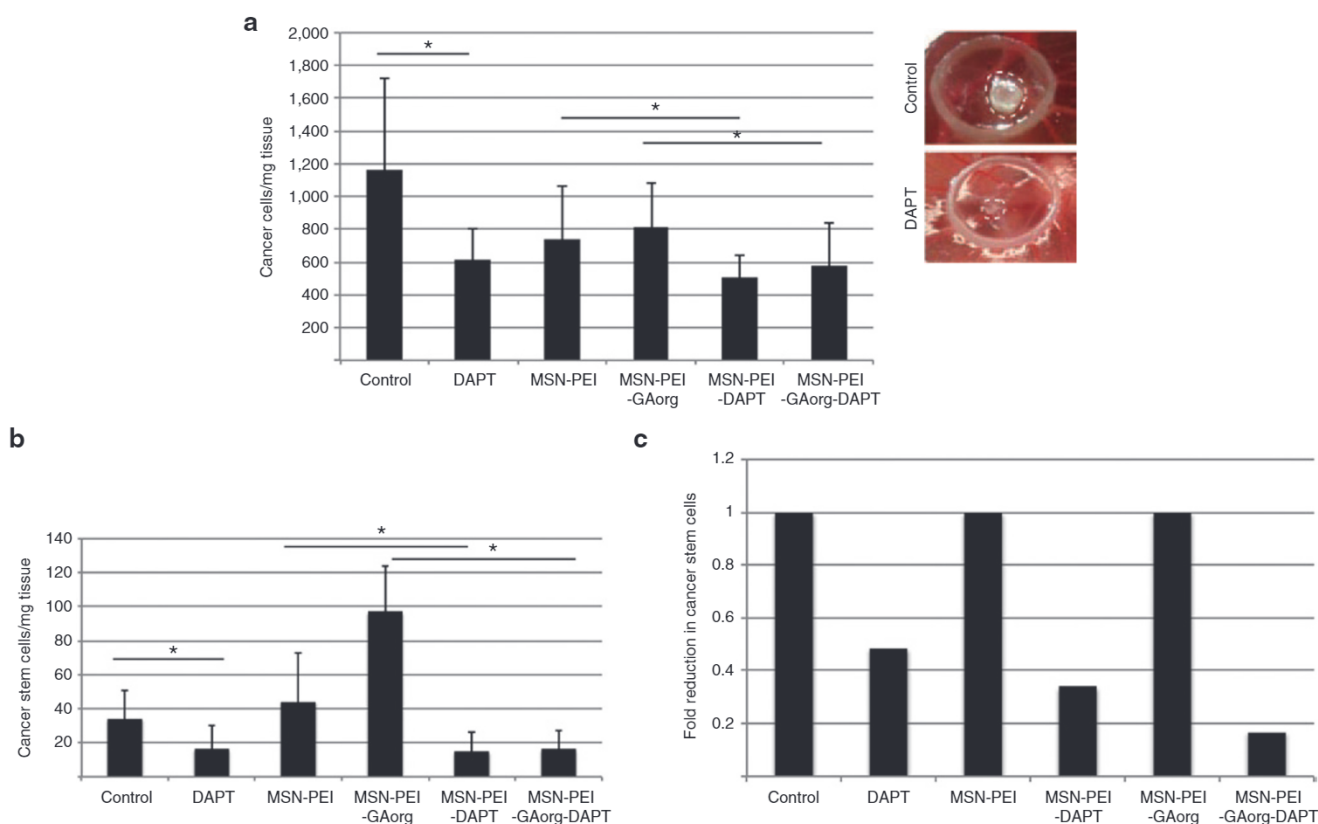 a
2,000
1,800
1,600
1,400
1,200
1,000
800
600
400
200
Cancer cells/mg tissue
*
*
*
Control
DAPT
MSN-PEI
MSN-PEI
-GAorg
MSN-PEI
-DAPT
MSN-PEI
-GAorg-DAPT
Control
DAPT
b
140
120
100
80
60
40
20
Cancer stem cells/mg tissue
*
*
*
Control
DAPT
MSN-PEI
MSN-PEI
-GAorg
MSN-PEI
-DAPT
MSN-PEI
-GAorg-DAPT
c
1.2
1
0.8
0.6
0.4
0.2
Fold reduction in cancer stem cells
Control
DAPT
MSN-PEI
MSN-PEI
-DAPT
MSN-PEI
-GAorg
MSN-PEI
-GAorg-DAPT